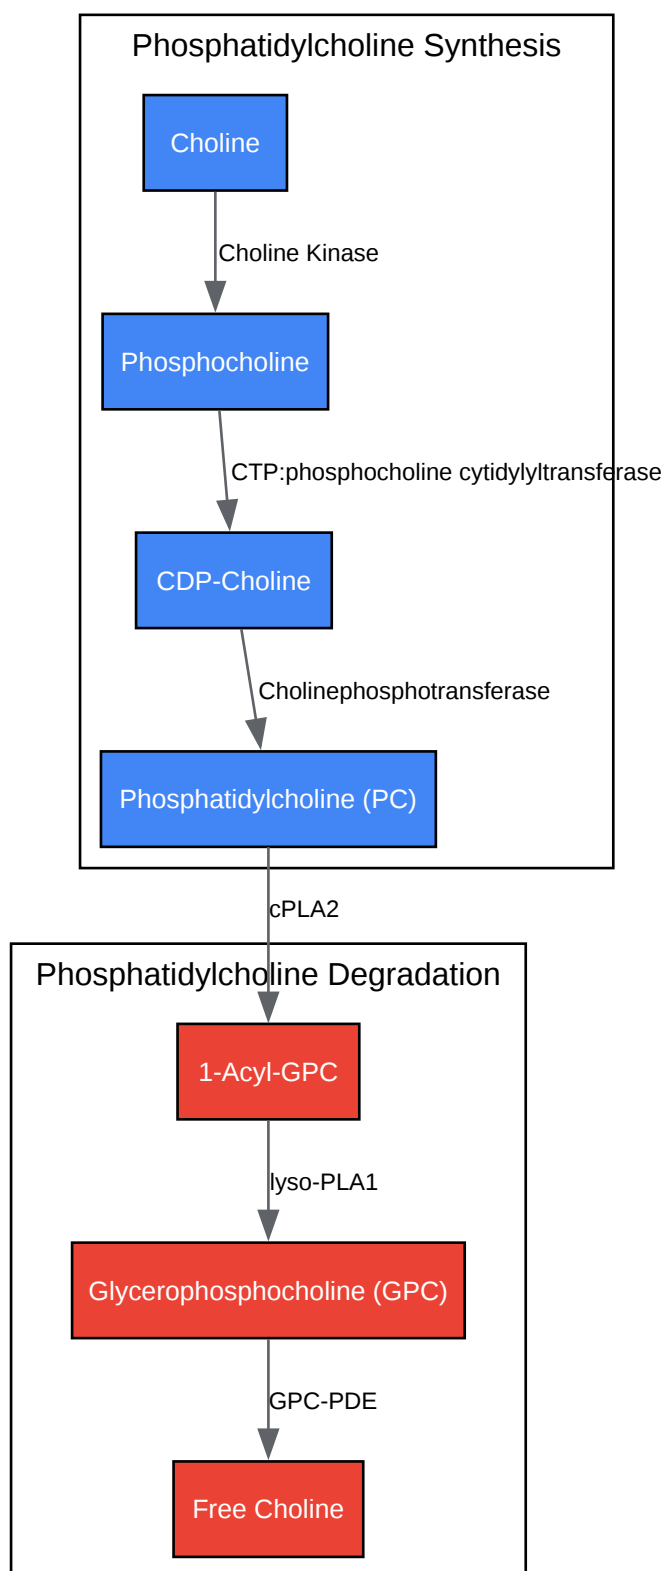 Phosphatidylcholine Synthesis
Choline
Choline Kinase
Phosphocholine
CTP:phosphocholine cytidylyltransferase
CDP-Choline
Cholinephosphotransferase
Phosphatidylcholine (PC)
cPLA2
Phosphatidylcholine Degradation
1-Acyl-GPC
lyso-PLA1
Glycerophosphocholine (GPC)
GPC-PDE
Free Choline